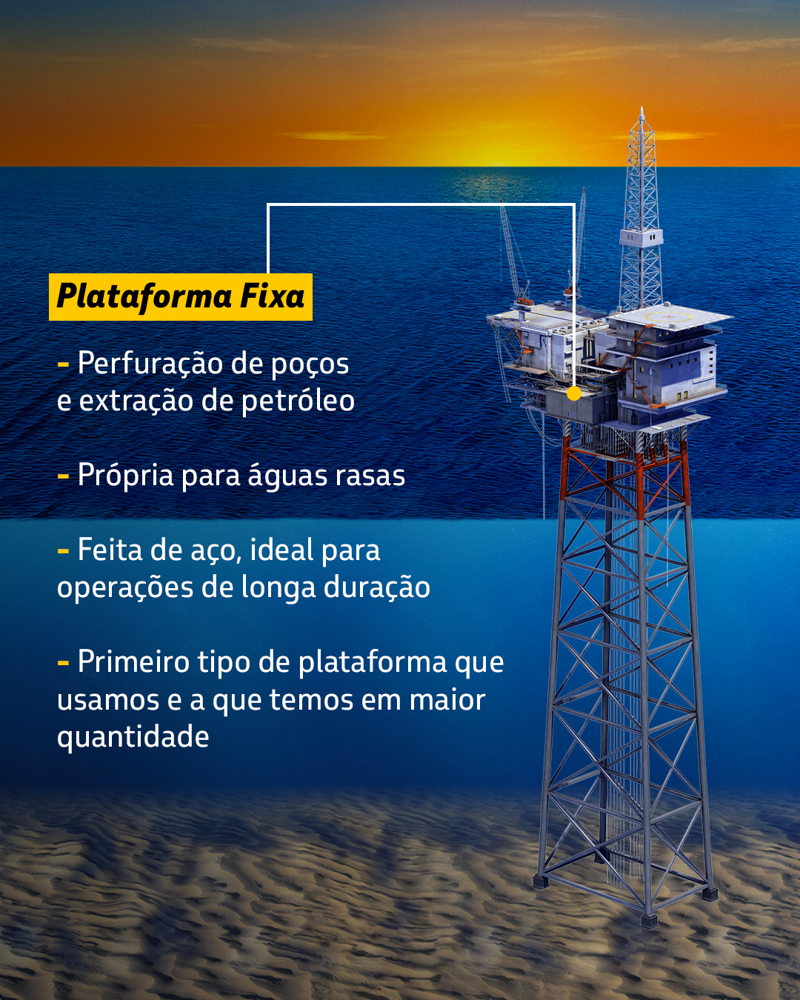 Plataforma Fixa
- Perfuração de poços
e extração de petróleo
- Própria para águas rasas
- Feita de aço, ideal para
operações de longa duração
- Primeiro tipo de plataforma que
usamos e a que temos em maior
quantidade